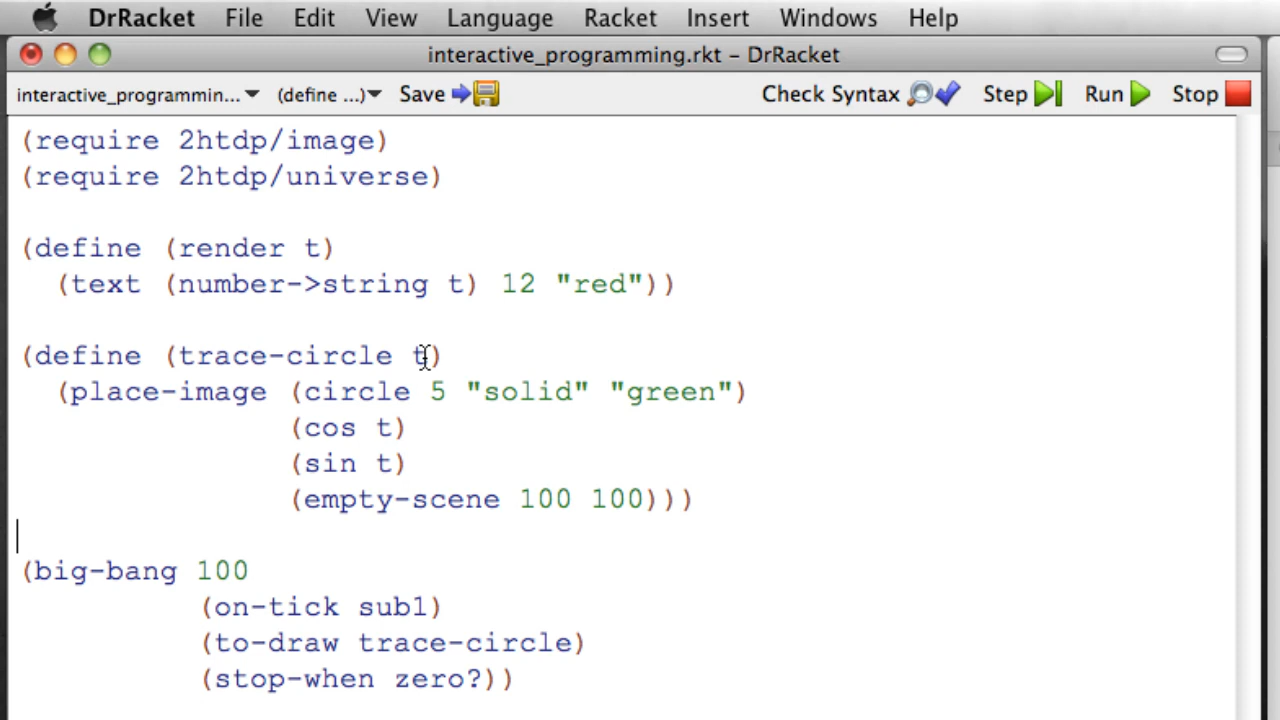 DrRacket File Edit View Language Racket Insert Windows Help
interactive_programming.rkt - DrRacket
interactive_programmin... (define ...) Save Check Syntax Step Run Stop
(require 2htdp/image)
(require 2htdp/universe)
(define (render t)
(text (number->string t) 12 "red"))
(define (trace-circle t)
(place-image (circle 5 "solid" "green")
(cos t)
(sin t)
(empty-scene 100 100)))
(big-bang 100
(on-tick sub1)
(to-draw trace-circle)
(stop-when zero?))